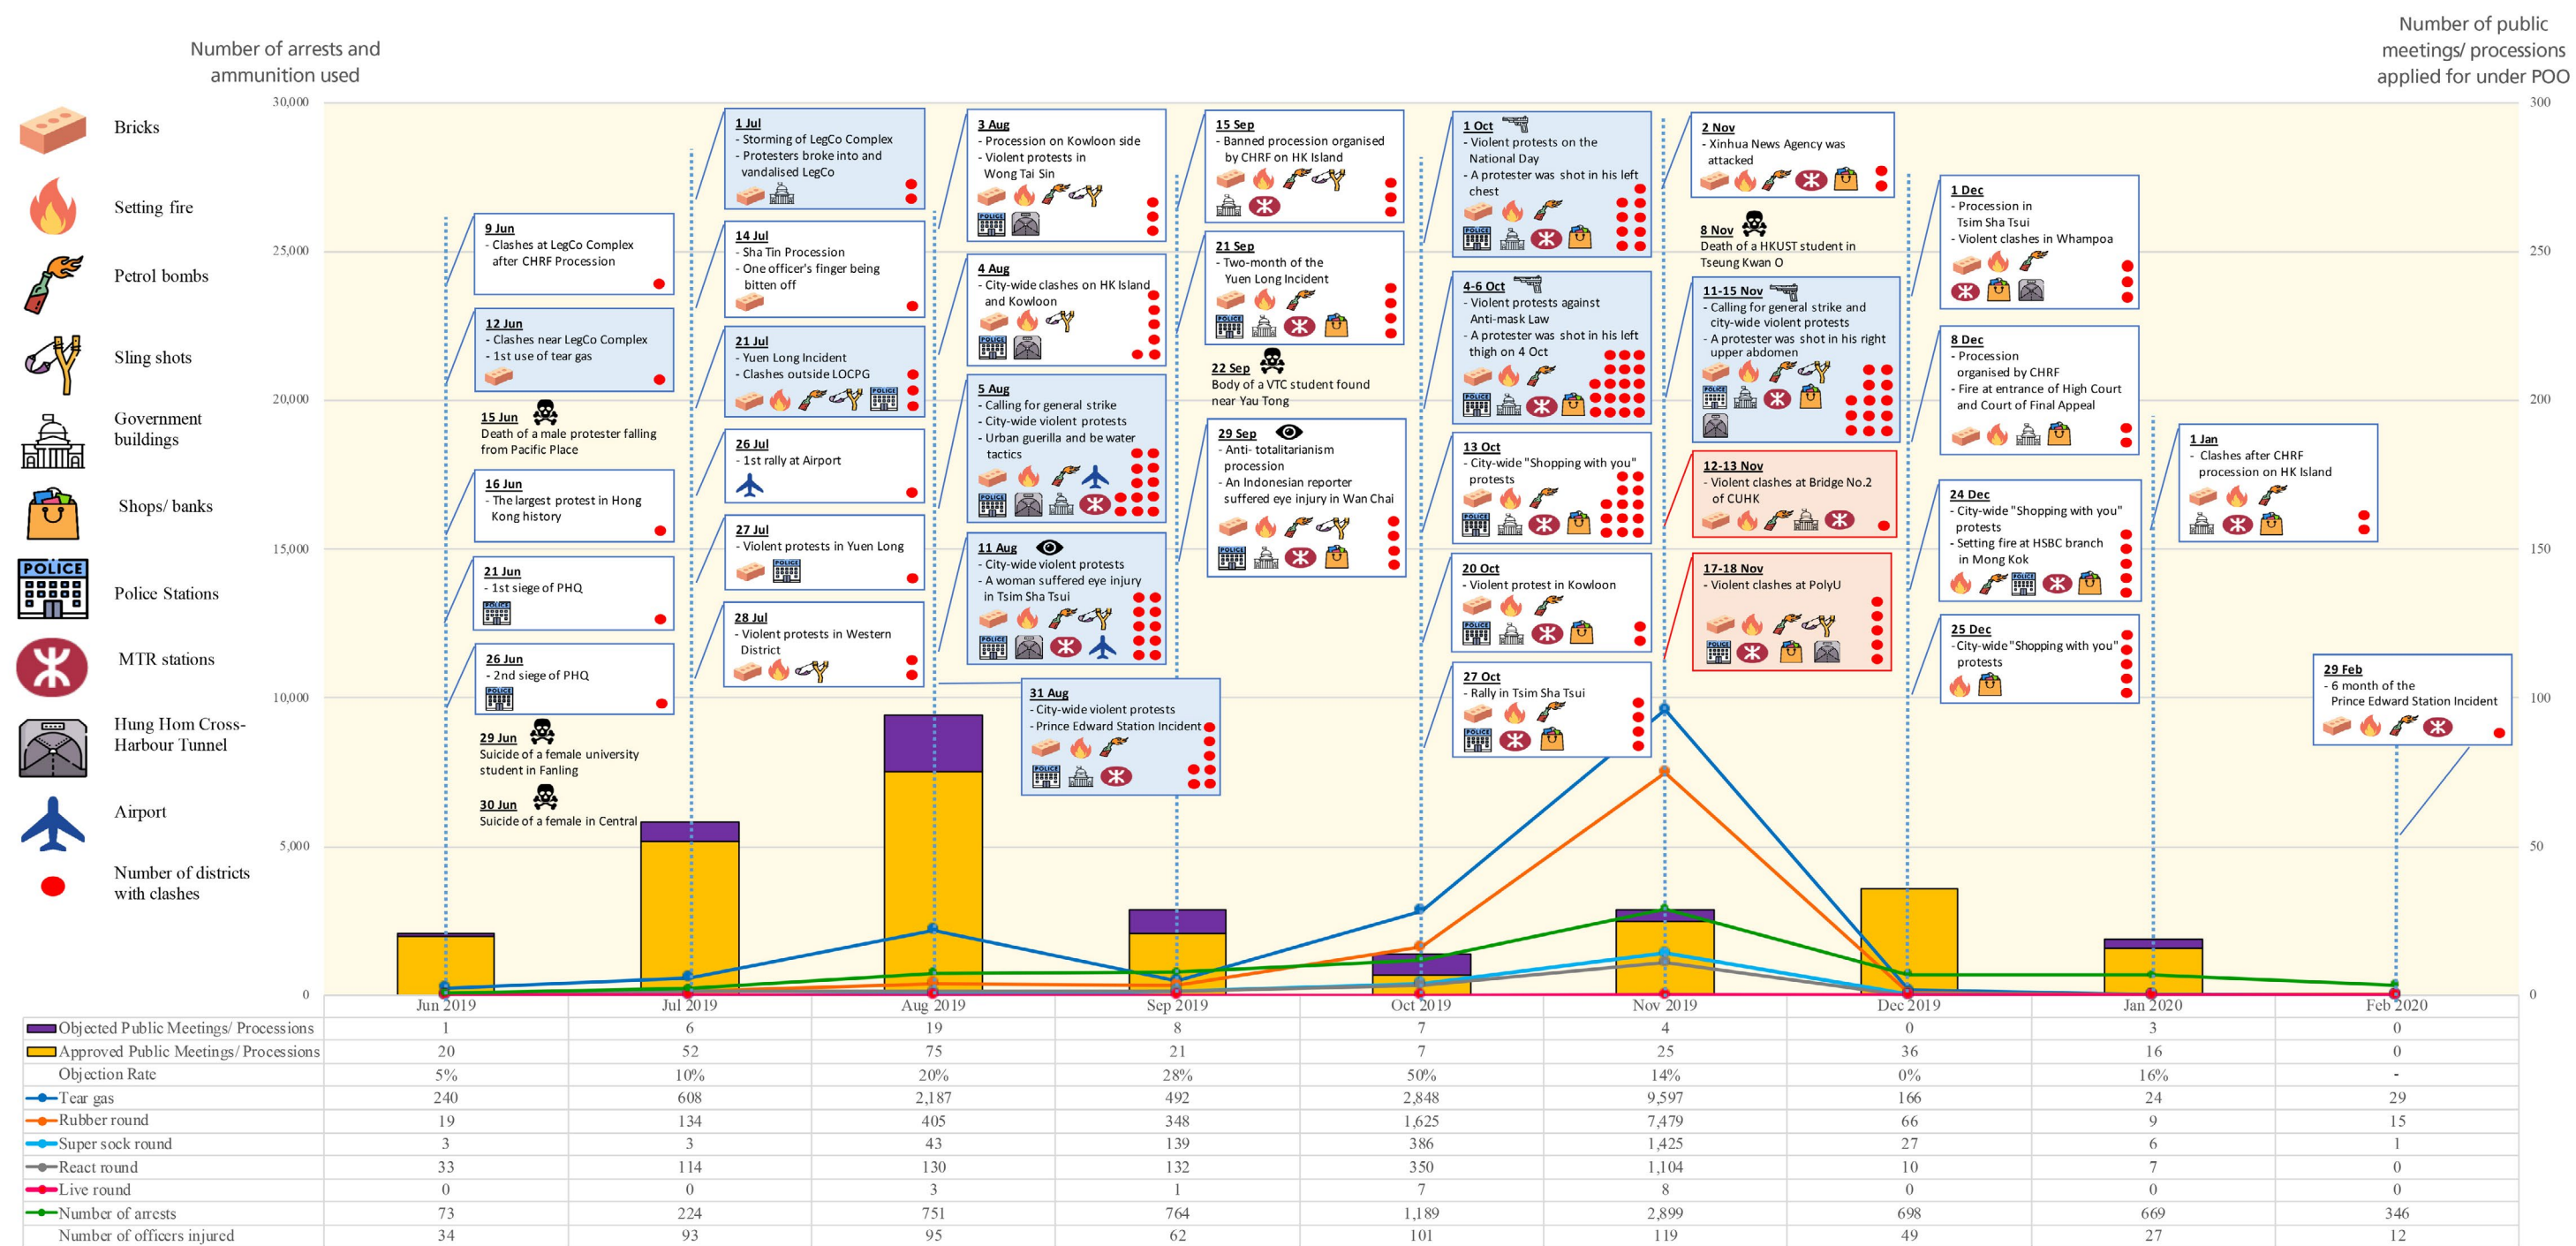 Number of arrests and
ammunition used
Number of public
meetings/ processions
applied for under POO
Bricks
Setting fire
Petrol bombs
Sling shots
Government
buildings
Shops/ banks
POLICE
Police Stations
MTR stations
Hung Hom Cross-
Harbour Tunnel
Airport
Number of districts
with clashes
30,000
25,000
20,000
15,000
10,000
5,000
0
300
250
200
150
100
50
0
9 Jun
- Clashes at LegCo Complex
after CHRF Procession
12 Jun
- Clashes near LegCo Complex
- 1st use of tear gas
15 Jun
Death of a male protester falling
from Pacific Place
16 Jun
- The largest protest in Hong
Kong history
21 Jun
- 1st siege of PHQ
POLICE
26 Jun
- 2nd siege of PHQ
POLICE
29 Jun
Suicide of a female university
student in Fanling
30 Jun
Suicide of a female in Central
1 Jul
- Storming of LegCo Complex
- Protesters broke into and
vandalised LegCo
14 Jul
- Sha Tin Procession
- One officer's finger being
bitten off
21 Jul
- Yuen Long Incident
- Clashes outside LOCPG
POLICE
26 Jul
- 1st rally at Airport
27 Jul
- Violent protests in Yuen Long
POLICE
28 Jul
- Violent protests in Western
District
3 Aug
- Procession on Kowloon side
- Violent protests in
Wong Tai Sin
POLICE
4 Aug
- City-wide clashes on HK Island
and Kowloon
POLICE
5 Aug
- Calling for general strike
- City-wide violent protests
- Urban guerilla and be water
tactics
POLICE
11 Aug
- City-wide violent protests
- A woman suffered eye injury
in Tsim Sha Tsui
POLICE
31 Aug
- City-wide violent protests
- Prince Edward Station Incident
POLICE
15 Sep
- Banned procession organised
by CHRF on HK Island
21 Sep
- Two-month of the
Yuen Long Incident
POLICE
22 Sep
Body of a VTC student found
near Yau Tong
29 Sep
- Anti- totalitarianism
procession
- An Indonesian reporter
suffered eye injury in Wan Chai
POLICE
1 Oct
- Violent protests on the
National Day
- A protester was shot in his left
chest
POLICE
4-6 Oct
- Violent protests against
Anti-mask Law
- A protester was shot in his left
thigh on 4 Oct
POLICE
13 Oct
- City-wide "Shopping with you"
protests
POLICE
20 Oct
- Violent protest in Kowloon
POLICE
27 Oct
- Rally in Tsim Sha Tsui
POLICE
2 Nov
- Xinhua News Agency was
attacked
8 Nov
Death of a HKUST student in
Tseung Kwan O
11-15 Nov
- Calling for general strike and
city-wide violent protests
- A protester was shot in his right
upper abdomen
POLICE
12-13 Nov
- Violent clashes at Bridge No.2
of CUHK
17-18 Nov
- Violent clashes at PolyU
POLICE
1 Dec
- Procession in
Tsim Sha Tsui
- Violent clashes in Whampoa
8 Dec
- Procession
organised by CHRF
- Fire at entrance of High Court
and Court of Final Appeal
24 Dec
- City-wide "Shopping with you"
protests
- Setting fire at HSBC branch
in Mong Kok
POLICE
25 Dec
- City-wide "Shopping with you"
protests
1 Jan
- Clashes after CHRF
procession on HK Island
29 Feb
- 6 month of the
Prince Edward Station Incident
Jun 2019 Jul 2019 Aug 2019 Sep 2019 Oct 2019 Nov 2019 Dec 2019 Jan 2020 Feb 2020
Objected Public Meetings/ Processions 1 6 19 8 7 4 0 3 0
Approved Public Meetings/ Processions 20 52 75 21 7 25 36 16 0
Objection Rate 5% 10% 20% 28% 50% 14% 0% 16% -
Tear gas 240 608 2,187 492 2,848 9,597 166 24 29
Rubber round 19 134 405 348 1,625 7,479 66 9 15
Super sock round 3 3 43 139 386 1,425 27 6 1
React round 33 114 130 132 350 1,104 10 7 0
Live round 0 0 3 1 7 8 0 0 0
Number of arrests 73 224 751 764 1,189 2,899 698 669 346
Number of officers injured 34 93 95 62 101 119 49 27 12